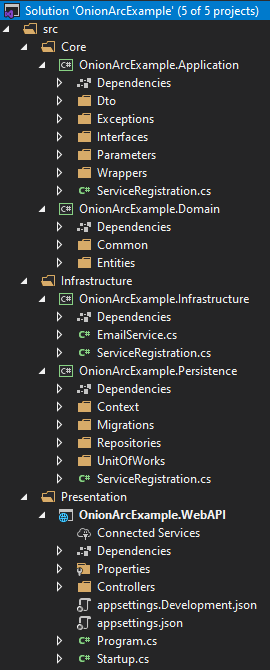 Solution 'OnionArcExample' (5 of 5 projects)
src
Core
OnionArcExample.Application
Dependencies
Dto
Exceptions
Interfaces
Parameters
Wrappers
ServiceRegistration.cs
OnionArcExample.Domain
Dependencies
Common
Entities
Infrastructure
OnionArcExample.Infrastructure
Dependencies
EmailService.cs
ServiceRegistration.cs
OnionArcExample.Persistence
Dependencies
Context
Migrations
Repositories
UnitOfWorks
ServiceRegistration.cs
Presentation
OnionArcExample.WebAPI
Connected Services
Dependencies
Properties
Controllers
appsettings.Development.json
appsettings.json
Program.cs
Startup.cs